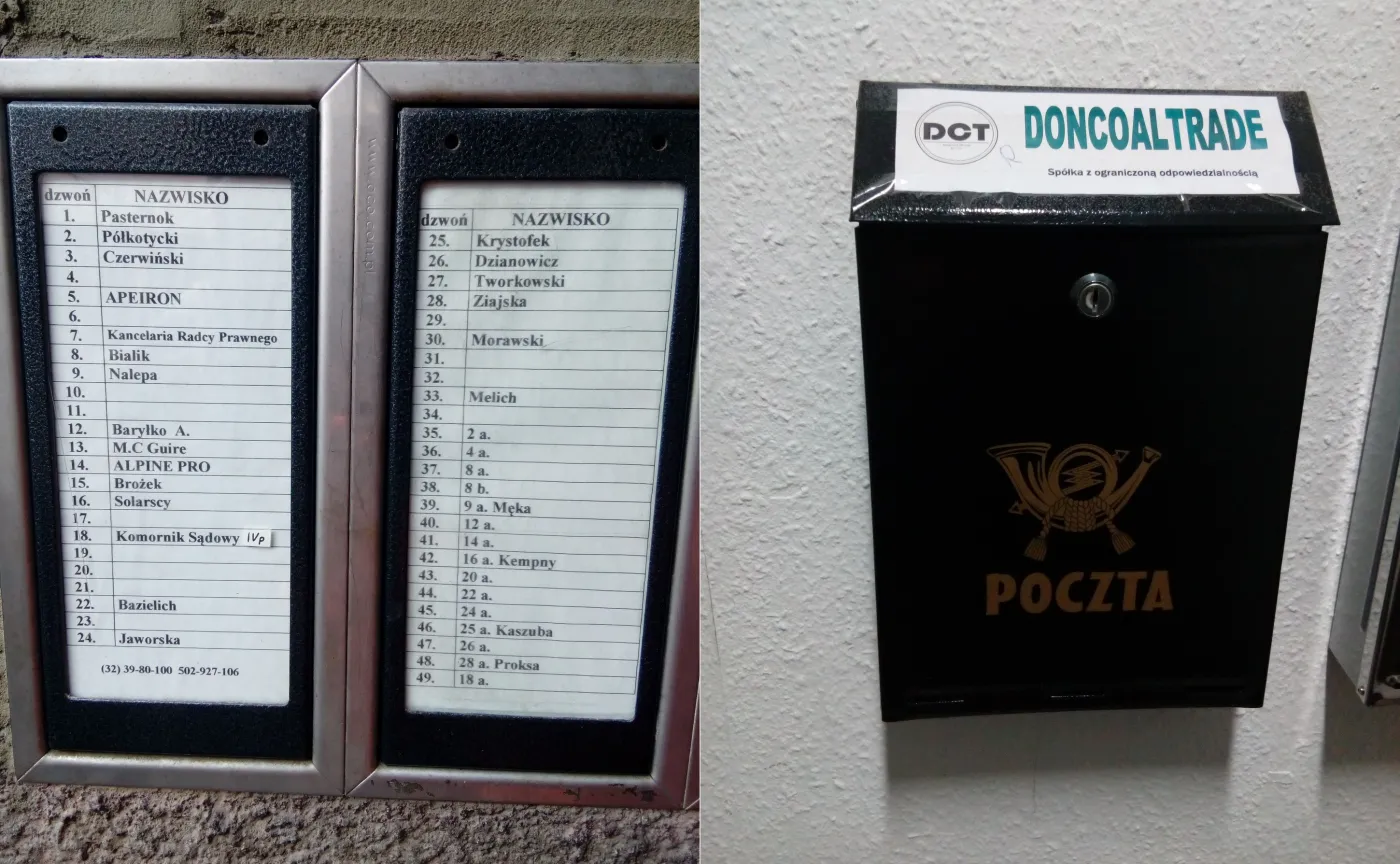 dzwoń NAZWISKO
1. Pasternok
2. Półkotycki
3. Czerwiński
4.
5. APEIRON
6.
7. Kancelaria Radcy Prawnego
8. Bialik
9. Nalepa
10.
11.
12. Baryłko A.
13. M.C Guire
14. ALPINE PRO
15. Brożek
16. Solarscy
17.
18. Komornik Sądowy IVp
19.
20.
21.
22. Bazielich
23.
24. Jaworska
(32) 39-80-100 502-927-106
dzwoń NAZWISKO
25. Krystofek
26. Dzianowicz
27. Tworkowski
28. Ziajska
29.
30. Morawski
31.
32.
33. Melich
34.
35. 2 a.
36. 4 a.
37. 8 a.
38. 8 b.
39. 9 a. Męka
40. 12 a.
41. 14 a.
42. 16 a. Kempny
43. 20 a.
44. 22 a.
45. 24 a.
46. 25 a. Kaszuba
47. 26 a.
48. 28 a. Proksa
49. 18 a.
DCT
DONCOALTRADE
Spółka z ograniczoną odpowiedzialnością
POCZTA